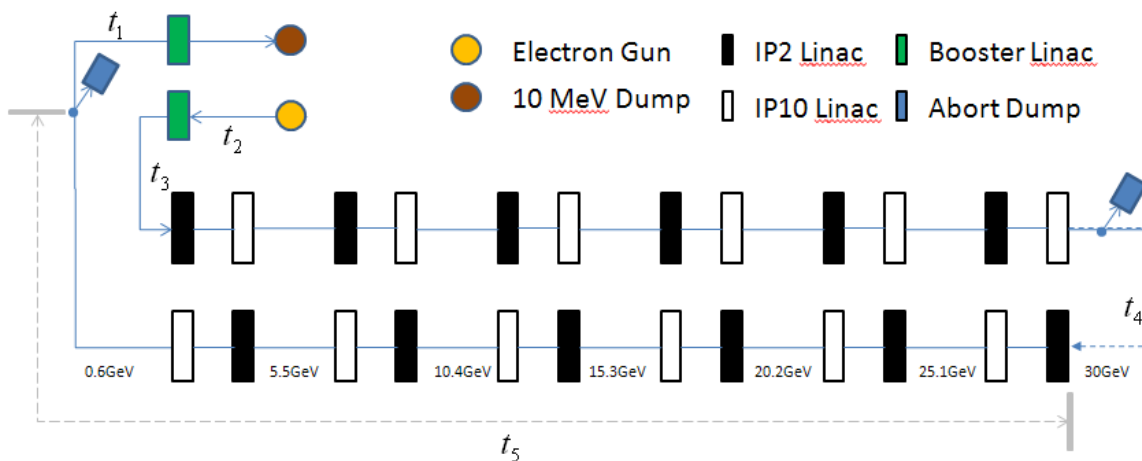 t1
Electron Gun
IP2 Linac
Booster Linac
10 MeV Dump
IP10 Linac
Abort Dump
t2
t3
t4
0.6GeV
5.5GeV
10.4GeV
15.3GeV
20.2GeV
25.1GeV
30GeV
t5